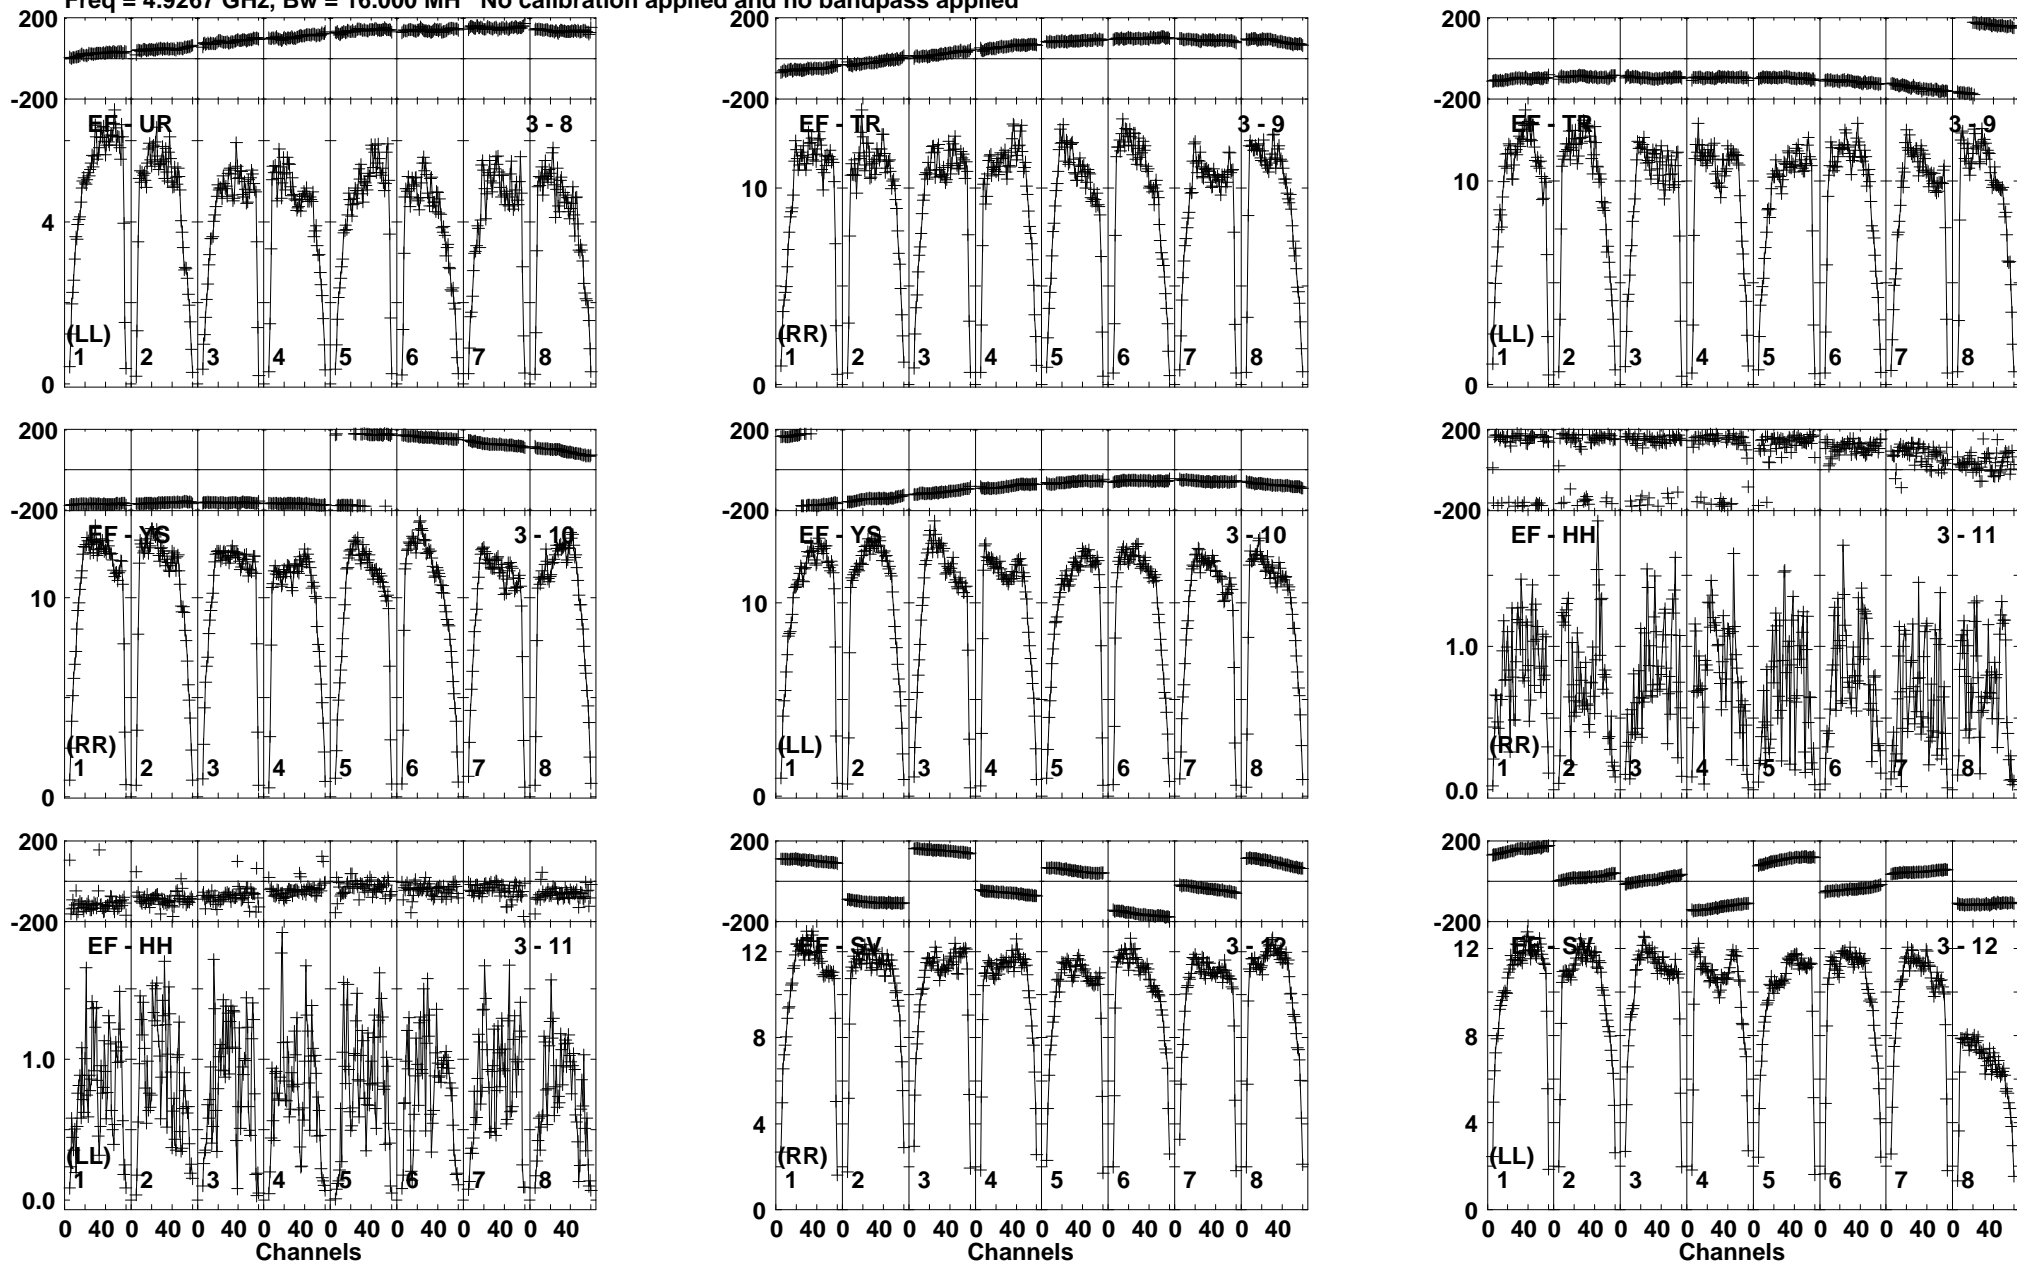 Freq = 4.9267 GHz, Bw = 16.000 MH No calibration applied and no bandpass applied
200 200 200
-200 -200 -200
EF - UR 3 - 8 EF - TR 3 - 9 EF - TR 3 - 9
10 10
4
(LL) (RR) (LL)
1 2 3 4 5 6 7 8 1 2 3 4 5 6 7 8 1 2 3 4 5 6 7 8
0 0 0
200 200 200
-200 -200 -200
EF - YS 3 - 10 EF - YS 3 - 10 EF - HH 3 - 11
10 10 1.0
(RR) (LL) (RR)
1 2 3 4 5 6 7 8 1 2 3 4 5 6 7 8 1 2 3 4 5 6 7 8
0 0 0.0
200 200 200
-200 -200 -200
EF - HH 3 - 11 EF - SV 3 - 12 EF - SV 3 - 12
12 12
1.0 8 8
4 4
(LL) (RR) (LL)
1 2 3 4 5 6 7 8 1 2 3 4 5 6 7 8 1 2 3 4 5 6 7 8
0.0 0 0
0 40 0 40 0 40 0 40 0 40 0 40 0 40 0 40 0 40 0 40 0 40 0 40 0 40 0 40 0 40 0 40 0 40 0 40 0 40 0 40 0 40 0 40 0 40 0 40
Channels Channels Channels